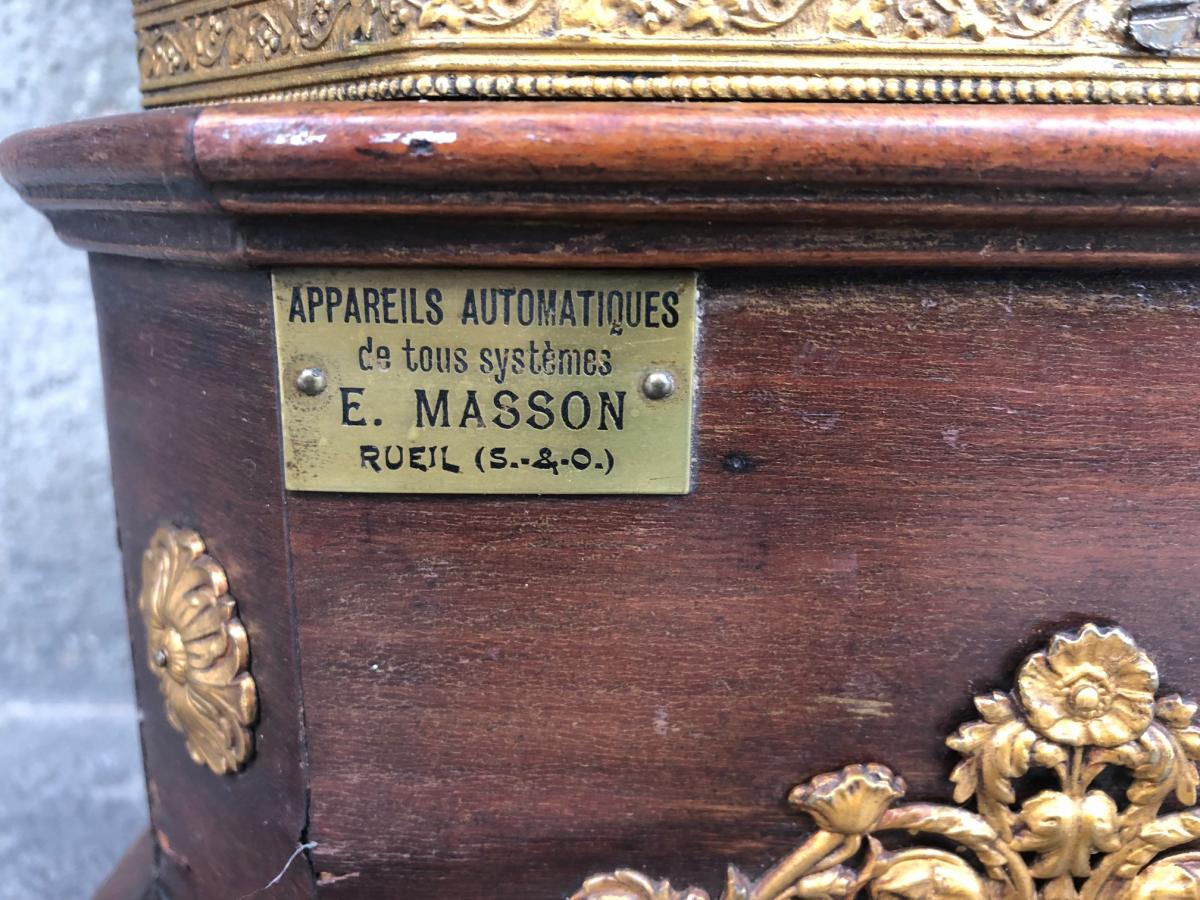 APPAREILS AUTOMATIQUES
de tous systèmes
E. MASSON
RUEIL (S.-&-O.)